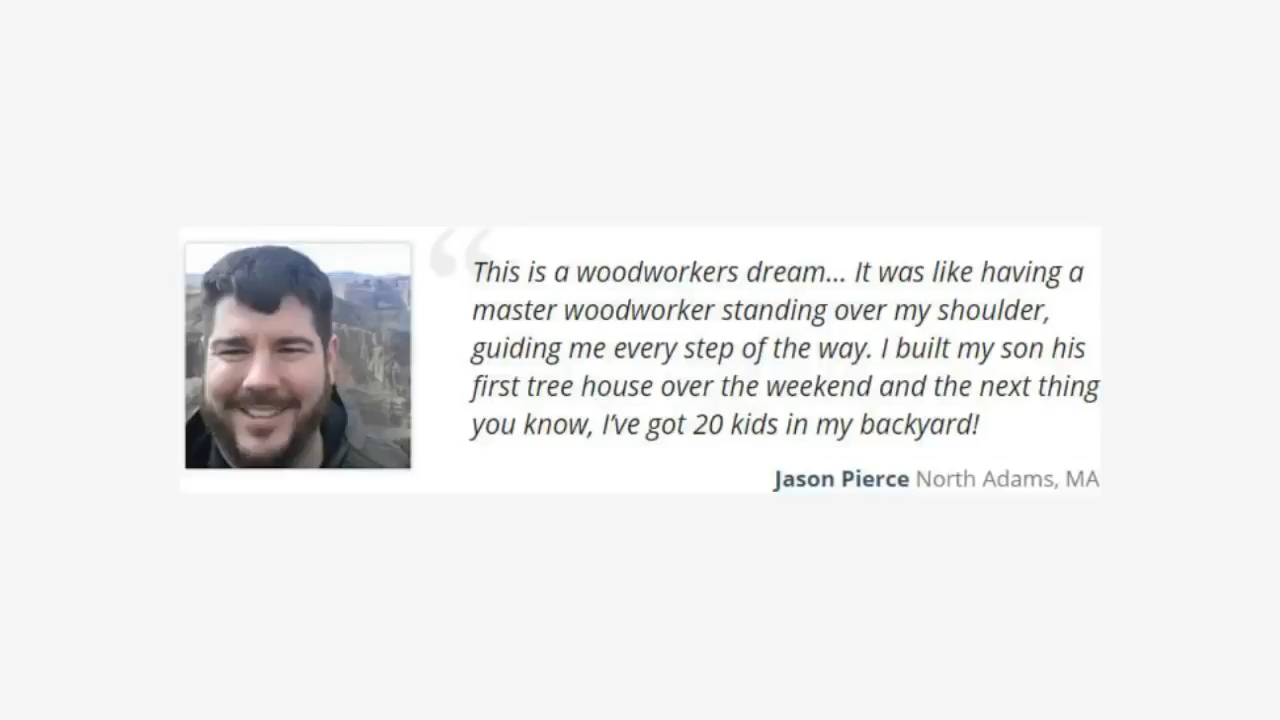 This is a woodworkers dream... It was like having a
master woodworker standing over my shoulder,
guiding me every step of the way. I built my son his
first tree house over the weekend and the next thing
you know, I've got 20 kids in my backyard!
Jason Pierce North Adams, MA